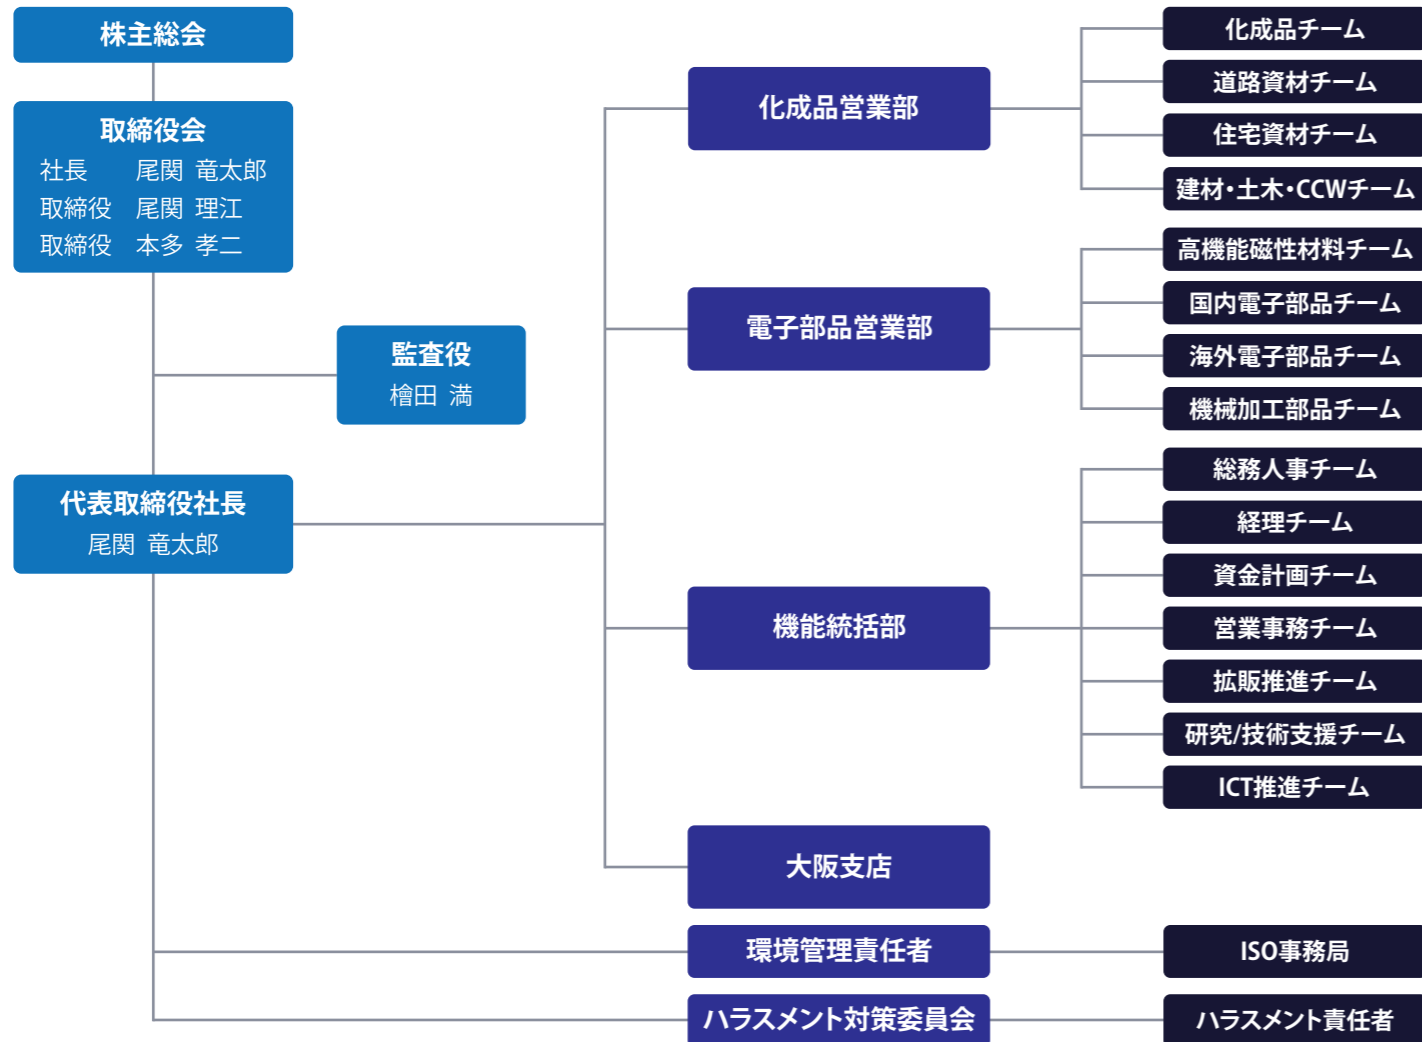 株主総会
取締役会
社長 尾関 竜太郎
取締役 尾関 理江
取締役 本多 孝二
監査役
檜田 満
代表取締役社長
尾関 竜太郎
化成品営業部
化成品チーム
道路資材チーム
住宅資材チーム
建材・土木・CCWチーム
電子部品営業部
高機能磁性材料チーム
国内電子部品チーム
海外電子部品チーム
機械加工部品チーム
機能統括部
総務人事チーム
経理チーム
資金計画チーム
営業事務チーム
拡販推進チーム
研究/技術支援チーム
ICT推進チーム
大阪支店
環境管理責任者
ISO事務局
ハラスメント対策委員会
ハラスメント責任者